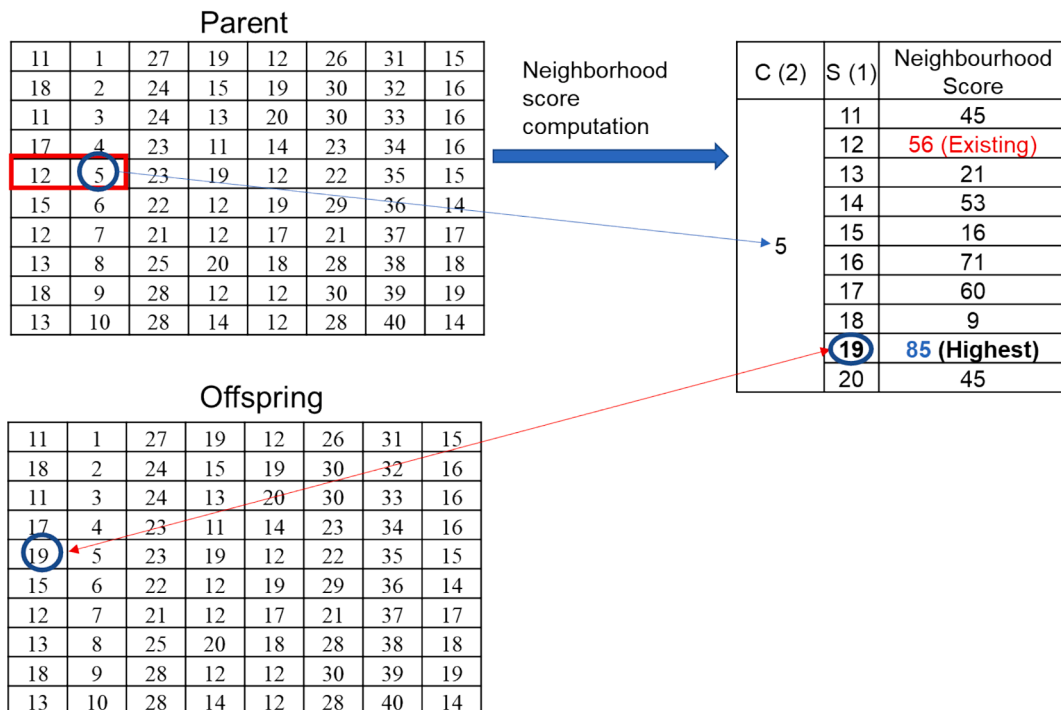 Parent
11 1 27 19 12 26 31 15
18 2 24 15 19 30 32 16
11 3 24 13 20 30 33 16
17 4 23 11 14 23 34 16
12 5 23 19 12 22 35 15
15 6 22 12 19 29 36 14
12 7 21 12 17 21 37 17
13 8 25 20 18 28 38 18
18 9 28 12 12 30 39 19
13 10 28 14 12 28 40 14
Neighborhood
score
computation
C (2) S (1) Neighbourhood
Score
11 45
12 56 (Existing)
13 21
14 53
15 16
5
16 71
17 60
18 9
19 85 (Highest)
20 45
Offspring
11 1 27 19 12 26 31 15
18 2 24 15 19 30 32 16
11 3 24 13 20 30 33 16
17 4 23 11 14 23 34 16
19 5 23 19 12 22 35 15
15 6 22 12 19 29 36 14
12 7 21 12 17 21 37 17
13 8 25 20 18 28 38 18
18 9 28 12 12 30 39 19
13 10 28 14 12 28 40 14